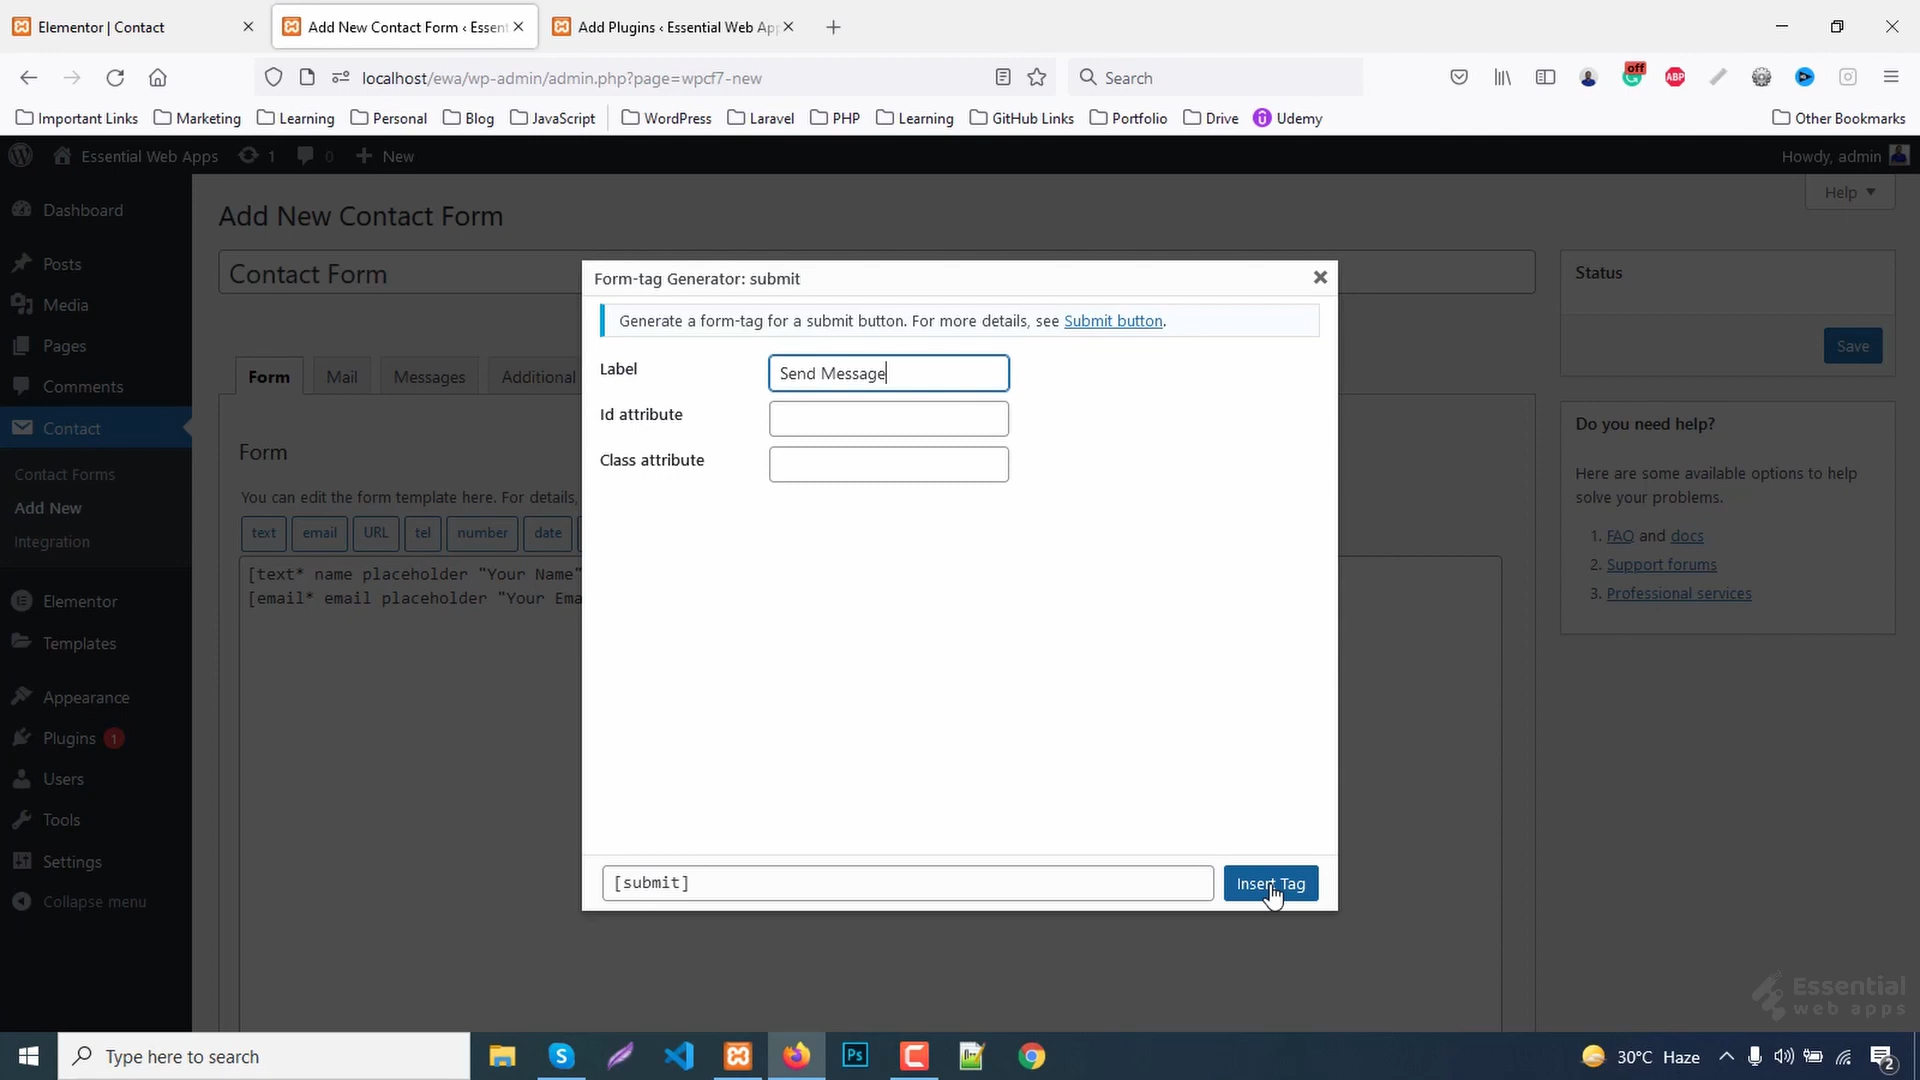 Elementor | Contact
Add New Contact Form ‹ Essent
Add Plugins ‹ Essential Web App
localhost/ewa/wp-admin/admin.php?page=wpcf7-new
Search
off
ABP
Important Links
Marketing
Learning
Personal
Blog
JavaScript
WordPress
Laravel
PHP
Learning
GitHub Links
Portfolio
Drive
Udemy
Other Bookmarks
Essential Web Apps
1
0
New
Howdy, admin
Help
Dashboard
Posts
Media
Pages
Comments
Contact
Contact Forms
Add New
Integration
Elementor
Templates
Appearance
Plugins 1
Users
Tools
Settings
Collapse menu
Add New Contact Form
Contact Form
Form
Mail
Messages
Additional
Form
You can edit the form template here. For details,
text
email
URL
tel
number
date
[text* name placeholder "Your Name"
[email* email placeholder "Your Ema
Form-tag Generator: submit
Generate a form-tag for a submit button. For more details, see Submit button.
Label
Send Message
Id attribute
Class attribute
[submit]
Insert Tag
Status
Save
Do you need help?
Here are some available options to help
solve your problems.
1. FAQ and docs
2. Support forums
3. Professional services
Essential
web apps
Type here to search
Ps
30°C Haze
2